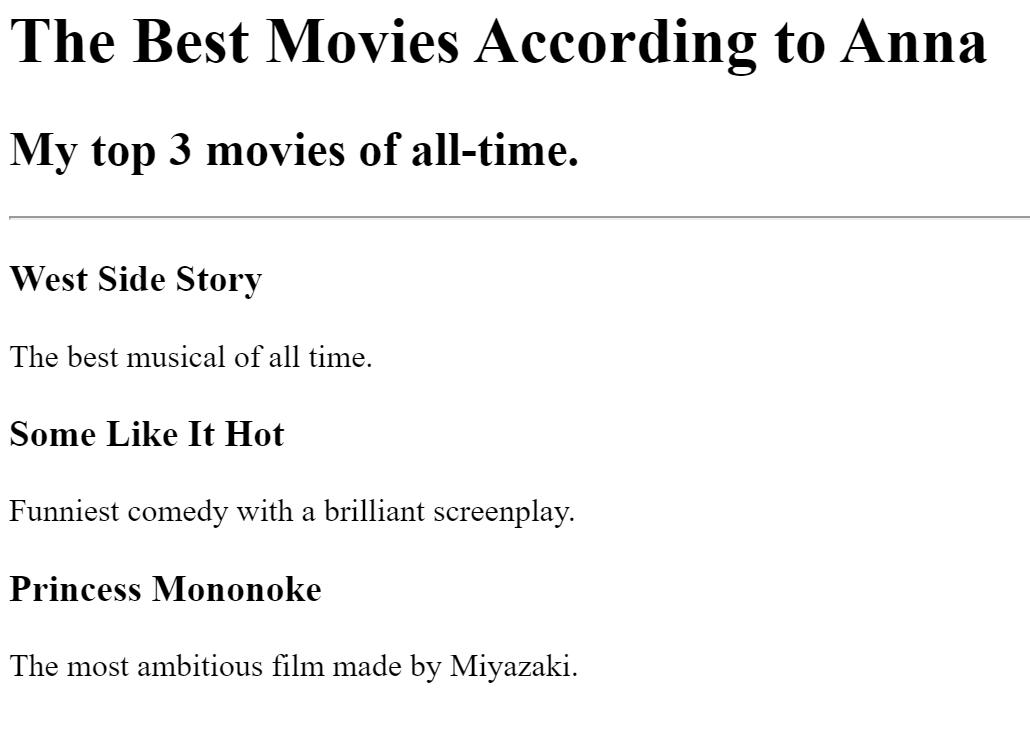 The Best Movies According to Anna
My top 3 movies of all-time.
West Side Story
The best musical of all time.
Some Like It Hot
Funniest comedy with a brilliant screenplay.
Princess Mononoke
The most ambitious film made by Miyazaki.